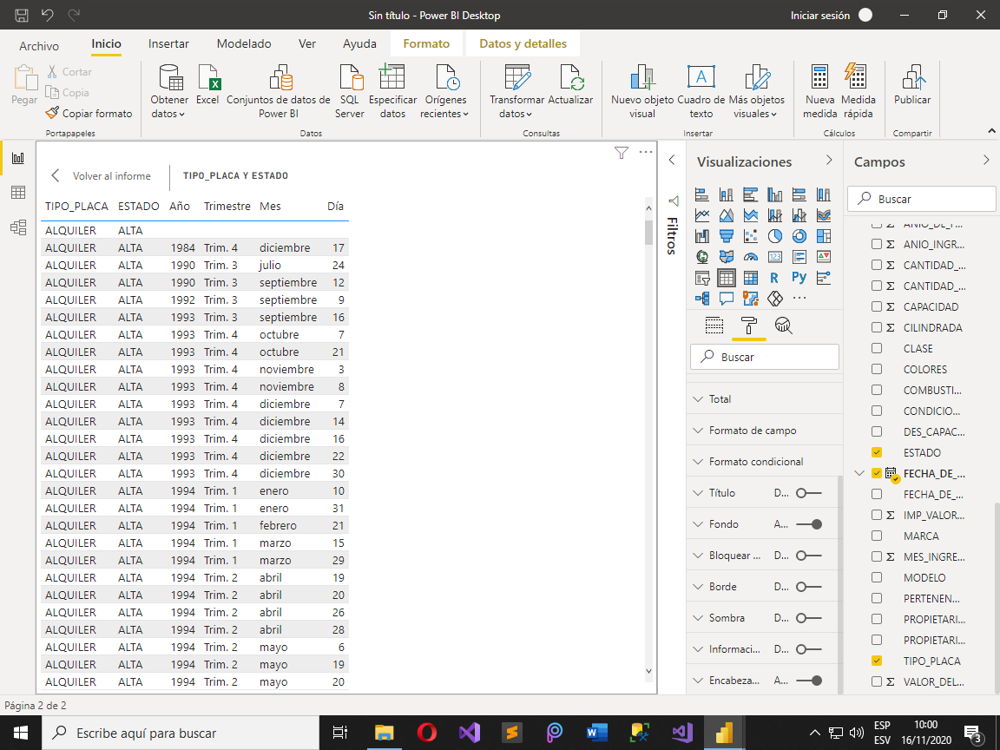 Sin título - Power BI Desktop
Iniciar sesión
Archivo
Inicio
Insertar
Modelado
Ver
Ayuda
Formato
Datos y detalles
Pegar
Cortar
Copia
Copiar formato
Portapapeles
Obtener datos
Excel
Conjuntos de datos de Power BI
SQL Server
Especificar datos
Orígenes recientes
Datos
Transformar datos
Actualizar
Consultas
Nuevo objeto visual
Cuadro de texto
Más objetos visuales
Insertar
Nueva medida
Medida rápida
Cálculos
Publicar
Compartir
Volver al informe
TIPO_PLACA Y ESTADO
TIPO_PLACA ESTADO Año Trimestre Mes Día
ALQUILER ALTA
ALQUILER ALTA 1984 Trim. 4 diciembre 17
ALQUILER ALTA 1990 Trim. 3 julio 24
ALQUILER ALTA 1990 Trim. 3 septiembre 12
ALQUILER ALTA 1992 Trim. 3 septiembre 9
ALQUILER ALTA 1993 Trim. 3 septiembre 16
ALQUILER ALTA 1993 Trim. 4 octubre 7
ALQUILER ALTA 1993 Trim. 4 octubre 21
ALQUILER ALTA 1993 Trim. 4 noviembre 3
ALQUILER ALTA 1993 Trim. 4 noviembre 8
ALQUILER ALTA 1993 Trim. 4 diciembre 7
ALQUILER ALTA 1993 Trim. 4 diciembre 14
ALQUILER ALTA 1993 Trim. 4 diciembre 16
ALQUILER ALTA 1993 Trim. 4 diciembre 22
ALQUILER ALTA 1993 Trim. 4 diciembre 30
ALQUILER ALTA 1994 Trim. 1 enero 10
ALQUILER ALTA 1994 Trim. 1 enero 31
ALQUILER ALTA 1994 Trim. 1 febrero 21
ALQUILER ALTA 1994 Trim. 1 marzo 15
ALQUILER ALTA 1994 Trim. 1 marzo 29
ALQUILER ALTA 1994 Trim. 2 abril 19
ALQUILER ALTA 1994 Trim. 2 abril 20
ALQUILER ALTA 1994 Trim. 2 abril 26
ALQUILER ALTA 1994 Trim. 2 abril 28
ALQUILER ALTA 1994 Trim. 2 mayo 6
ALQUILER ALTA 1994 Trim. 2 mayo 19
ALQUILER ALTA 1994 Trim. 2 mayo 20
Filtros
Visualizaciones
123
R
Py
Buscar
Total
Formato de campo
Formato condicional
Título D...
Fondo A...
Bloquear ... D...
Borde D...
Sombra D...
Informaci... D...
Encabeza... A...
Campos
Buscar
ANIO_INGR...
CANTIDAD_...
CANTIDAD_...
CAPACIDAD
CILINDRADA
CLASE
COLORES
COMBUSTI...
CONDICIO...
DES_CAPAC...
ESTADO
FECHA_DE_...
FECHA_DE_...
IMP_VALOR...
MARCA
MES_INGRE...
MODELO
PERTENEN...
PROPIETARI...
PROPIETARI...
TIPO_PLACA
VALOR_DEL...
Página 2 de 2
Escribe aquí para buscar
ESP
ESV
10:00
16/11/2020
3